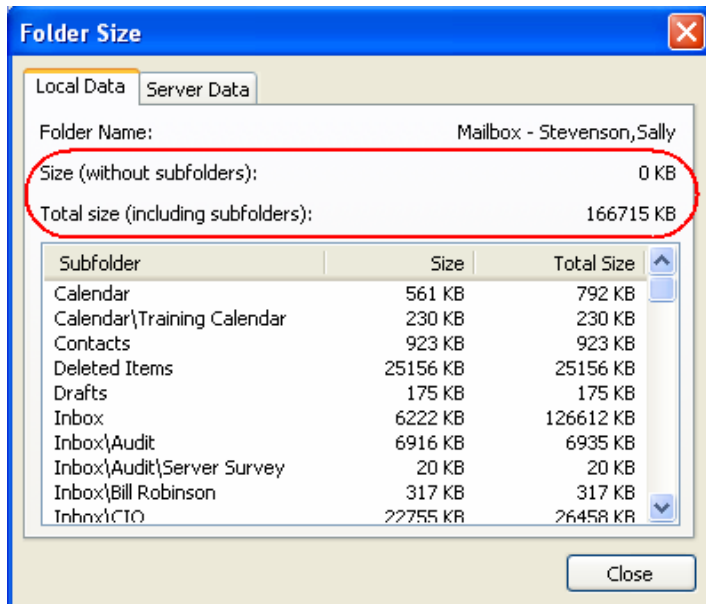 Folder Size
Local Data Server Data
Folder Name: Mailbox - Stevenson,Sally
Size (without subfolders): 0 KB
Total size (including subfolders): 166715 KB
Subfolder Size Total Size
Calendar 561 KB 792 KB
Calendar\Training Calendar 230 KB 230 KB
Contacts 923 KB 923 KB
Deleted Items 25156 KB 25156 KB
Drafts 175 KB 175 KB
Inbox 6222 KB 126612 KB
Inbox\Audit 6916 KB 6935 KB
Inbox\Audit\Server Survey 20 KB 20 KB
Inbox\Bill Robinson 317 KB 317 KB
Inbox\CIO 22755 KB 26458 KB
Close